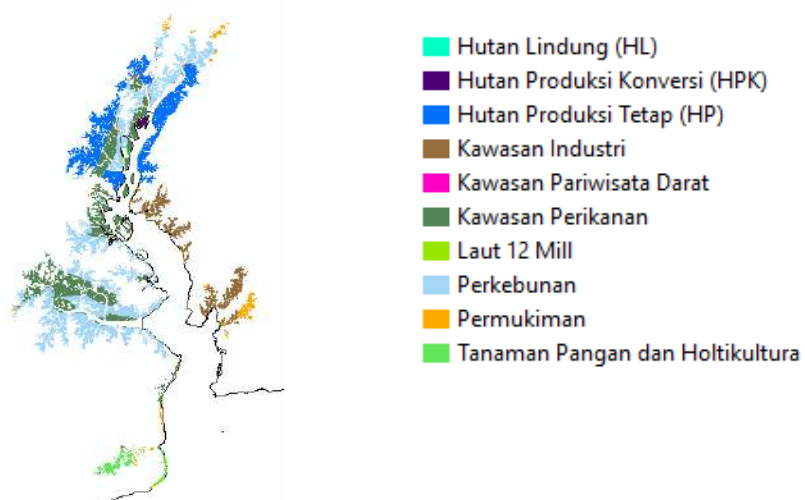 Hutan Lindung (HL)
Hutan Produksi Konversi (HPK)
Hutan Produksi Tetap (HP)
Kawasan Industri
Kawasan Pariwisata Darat
Kawasan Perikanan
Laut 12 Mill
Perkebunan
Permukiman
Tanaman Pangan dan Holtikultura